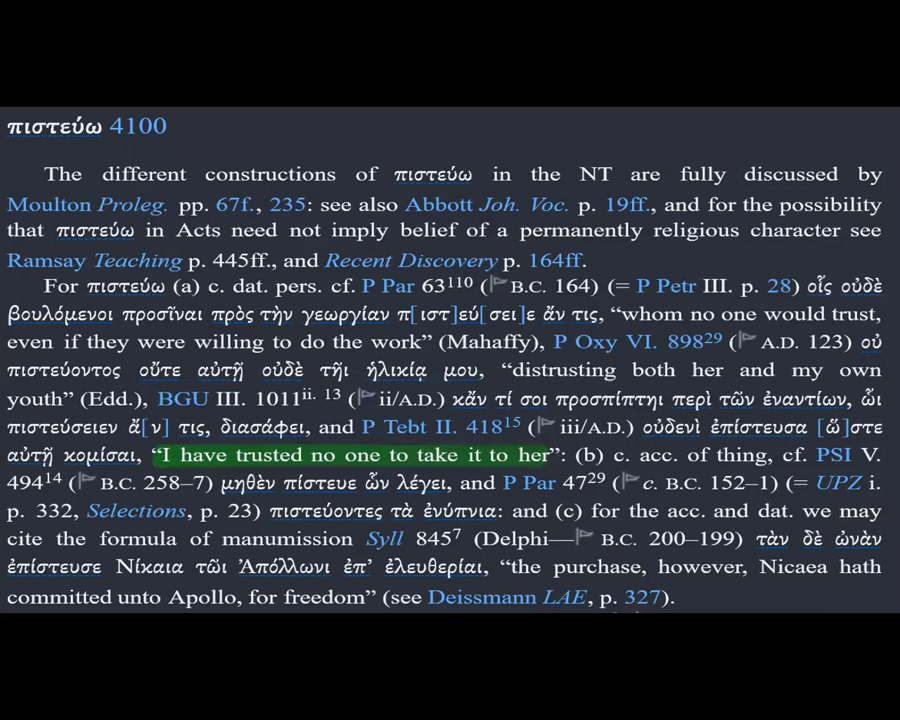 πιστεύω 4100
The different constructions of πιστεύω in the NT are fully discussed by
Moulton Proleg. pp. 67f., 235: see also Abbott Joh. Voc. p. 19ff., and for the possibility
that πιστεύω in Acts need not imply belief of a permanently religious character see
Ramsay Teaching p. 445ff., and Recent Discovery p. 164ff.
For πιστεύω (a) c. dat. pers. cf. P Par 63¹¹⁰ (B.C. 164) (= P Petr III. p. 28) οἷς οὐδὲ
βουλόμενοι προσῖναι πρὸς τὴν γεωργίαν π[ιστ]εύ[σει]ε ἄν τις, “whom no one would trust,
even if they were willing to do the work” (Mahaffy), P Oxy VI. 898²⁹ (A.D. 123) οὐ
πιστεύοντος οὔτε αὐτῇ οὐδὲ τῆι ἡλικίᾳ μου, “distrusting both her and my own
youth” (Edd.), BGU III. 1011ⁱⁱ· ¹³ (ii/A.D.) κἄν τί σοι προσπίπτηι περὶ τῶν ἐναντίων, ὧι
πιστεύσειεν ἄ[ν] τις, διασάφει, and P Tebt II. 418¹⁵ (iii/A.D.) οὐδενὶ ἐπίστευσα [ὥ]στε
αὐτῇ κομίσαι, “I have trusted no one to take it to her”: (b) c. acc. of thing, cf. PSI V.
494¹⁴ (B.C. 258–7) μηθὲν πίστευε ὧν λέγει, and P Par 47²⁹ (c. B.C. 152–1) (= UPZ i.
p. 332, Selections, p. 23) πιστεύοντες τὰ ἐνύπνια: and (c) for the acc. and dat. we may
cite the formula of manumission Syll 845⁷ (Delphi—B.C. 200–199) τὰν δὲ ὠνὰν
ἐπίστευσε Νίκαια τῶι Ἀπόλλωνι ἐπ’ ἐλευθερίαι, “the purchase, however, Nicaea hath
committed unto Apollo, for freedom” (see Deissmann LAE, p. 327).